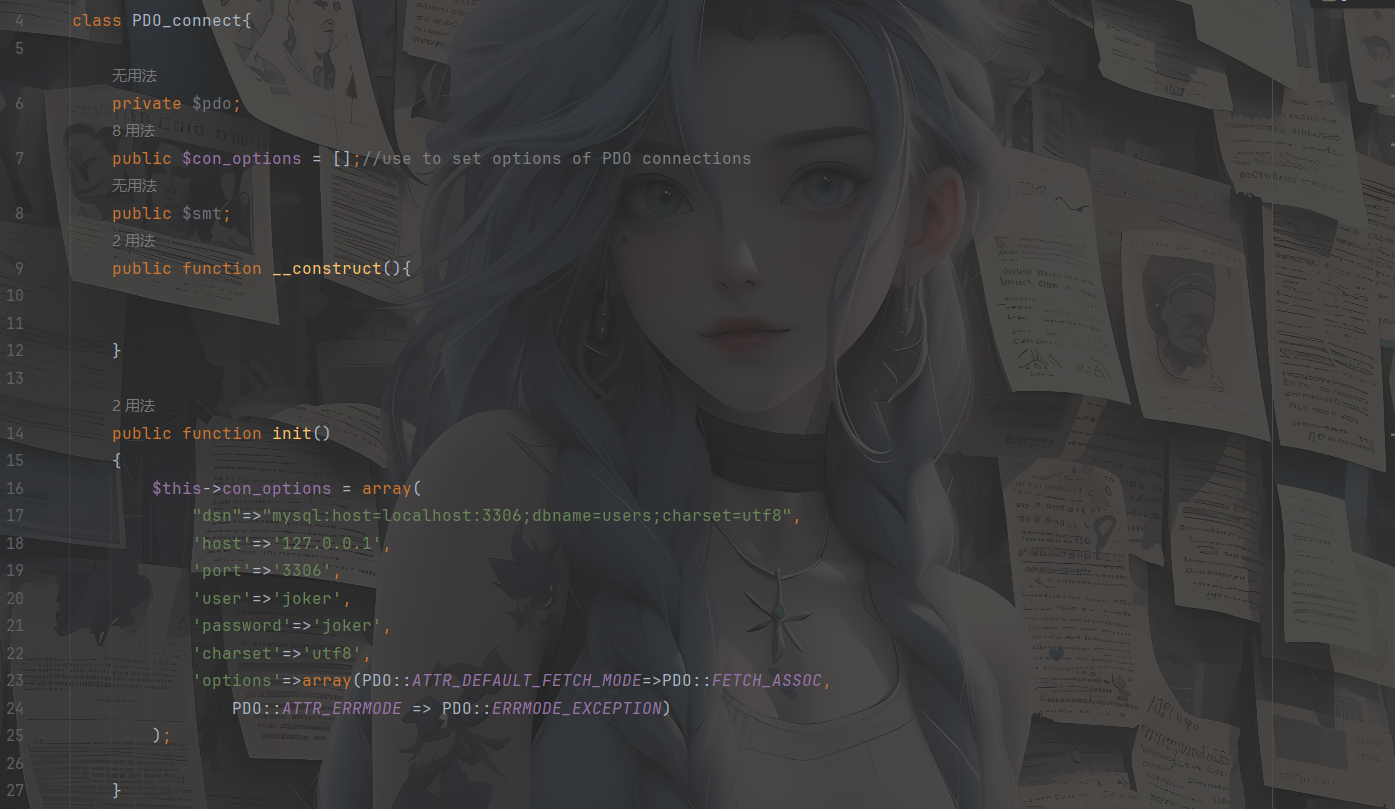 4 class PDO_connect{
5
无用法
6 private $pdo;
8 用法
7 public $con_options = [];//use to set options of PDO connections
无用法
8 public $smt;
2 用法
9 public function __construct(){
10
11
12 }
13
2 用法
14 public function init()
15 {
16 $this->con_options = array(
17 "dsn"=>"mysql:host=localhost:3306;dbname=users;charset=utf8",
18 'host'=>'127.0.0.1',
19 'port'=>'3306',
20 'user'=>'joker',
21 'password'=>'joker',
22 'charset'=>'utf8',
23 'options'=>array(PDO::ATTR_DEFAULT_FETCH_MODE=>PDO::FETCH_ASSOC,
24 PDO::ATTR_ERRMODE => PDO::ERRMODE_EXCEPTION)
25 );
26
27 }